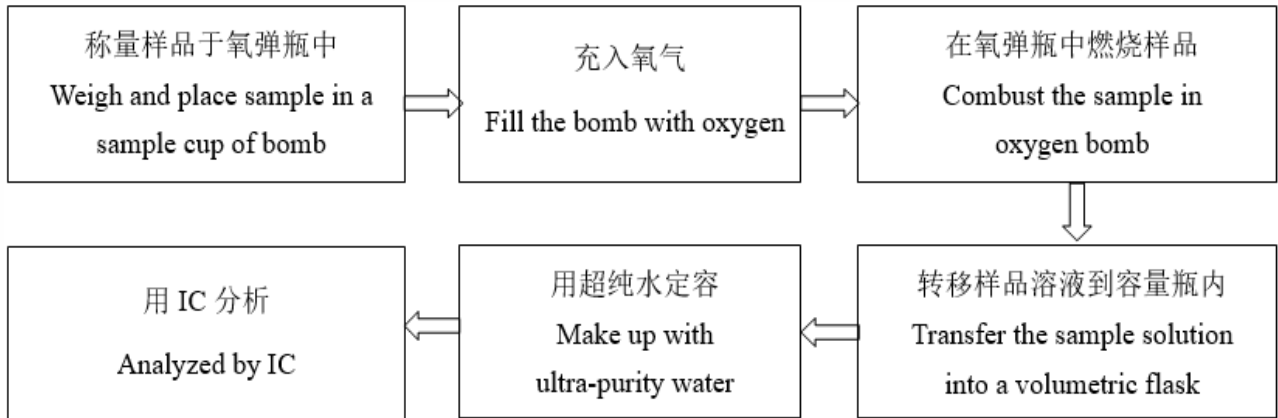 称量样品于氧弹瓶中
Weigh and place sample in a
sample cup of bomb
充入氧气
Fill the bomb with oxygen
在氧弹瓶中燃烧样品
Combust the sample in
oxygen bomb
转移样品溶液到容量瓶内
Transfer the sample solution
into a volumetric flask
用超纯水定容
Make up with
ultra-purity water
用 IC 分析
Analyzed by IC